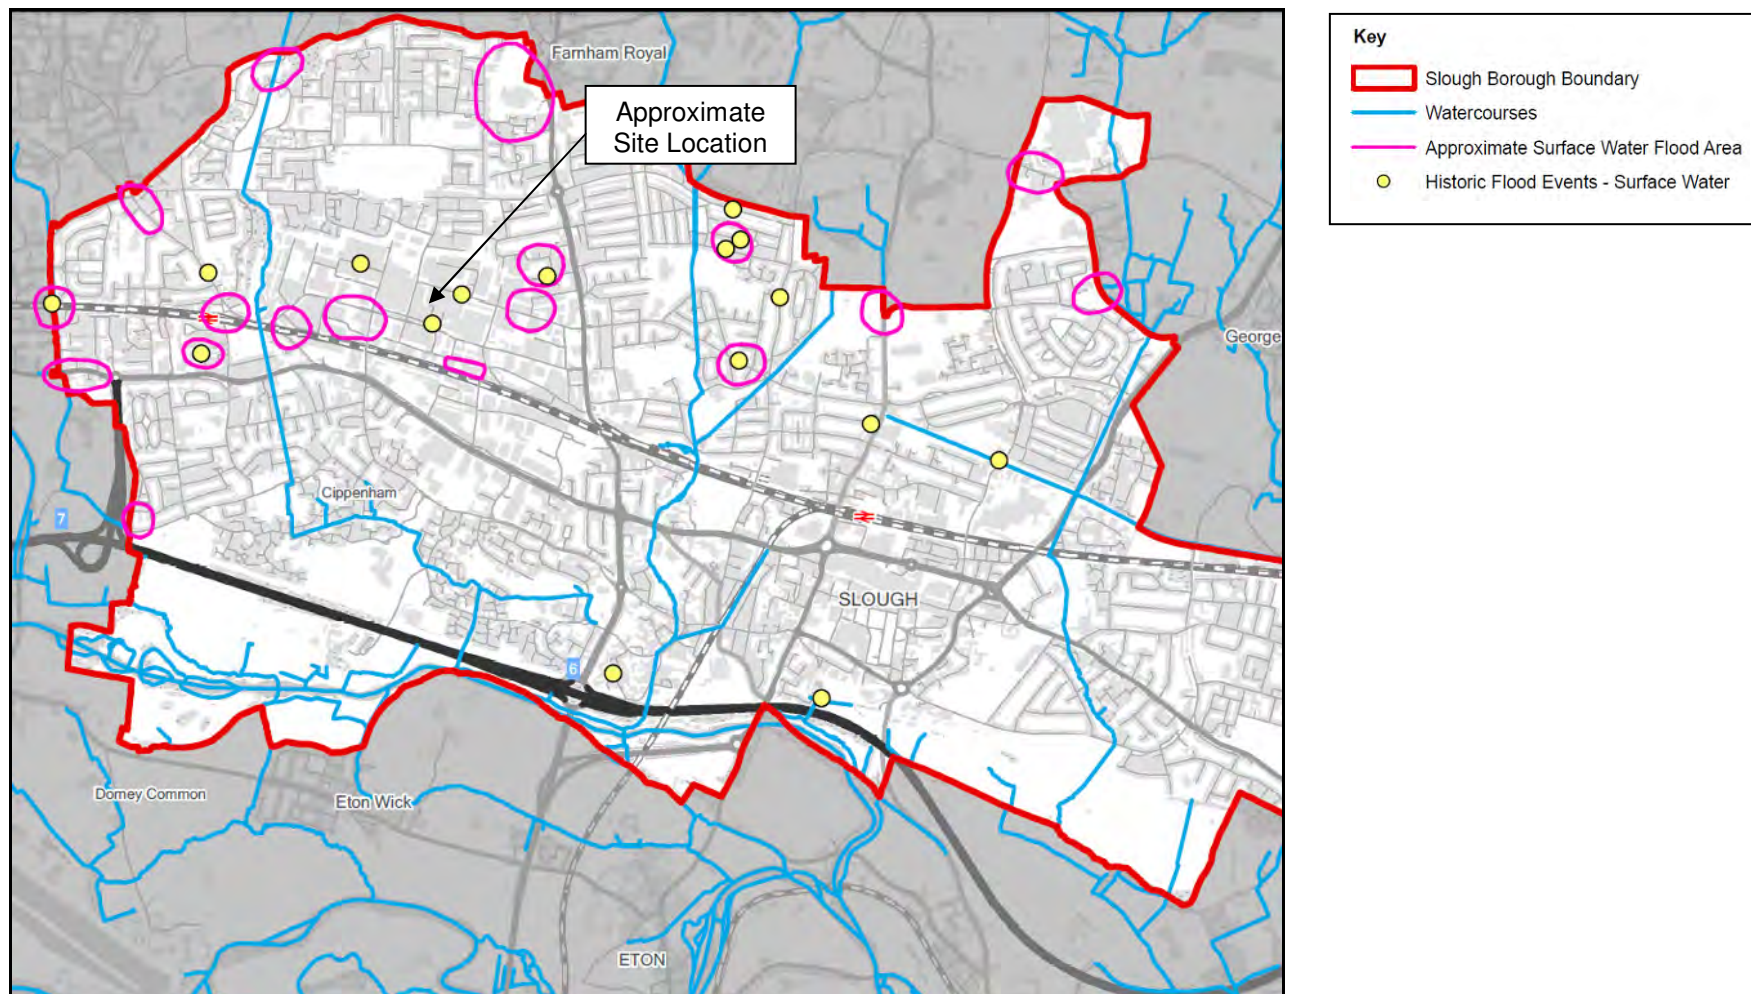 Farnham Royal
Approximate
Site Location
George
7
Cippenham
SLOUGH
6
Dorney Common
Eton Wick
ETON
Key
Slough Borough Boundary
Watercourses
Approximate Surface Water Flood Area
Historic Flood Events - Surface Water